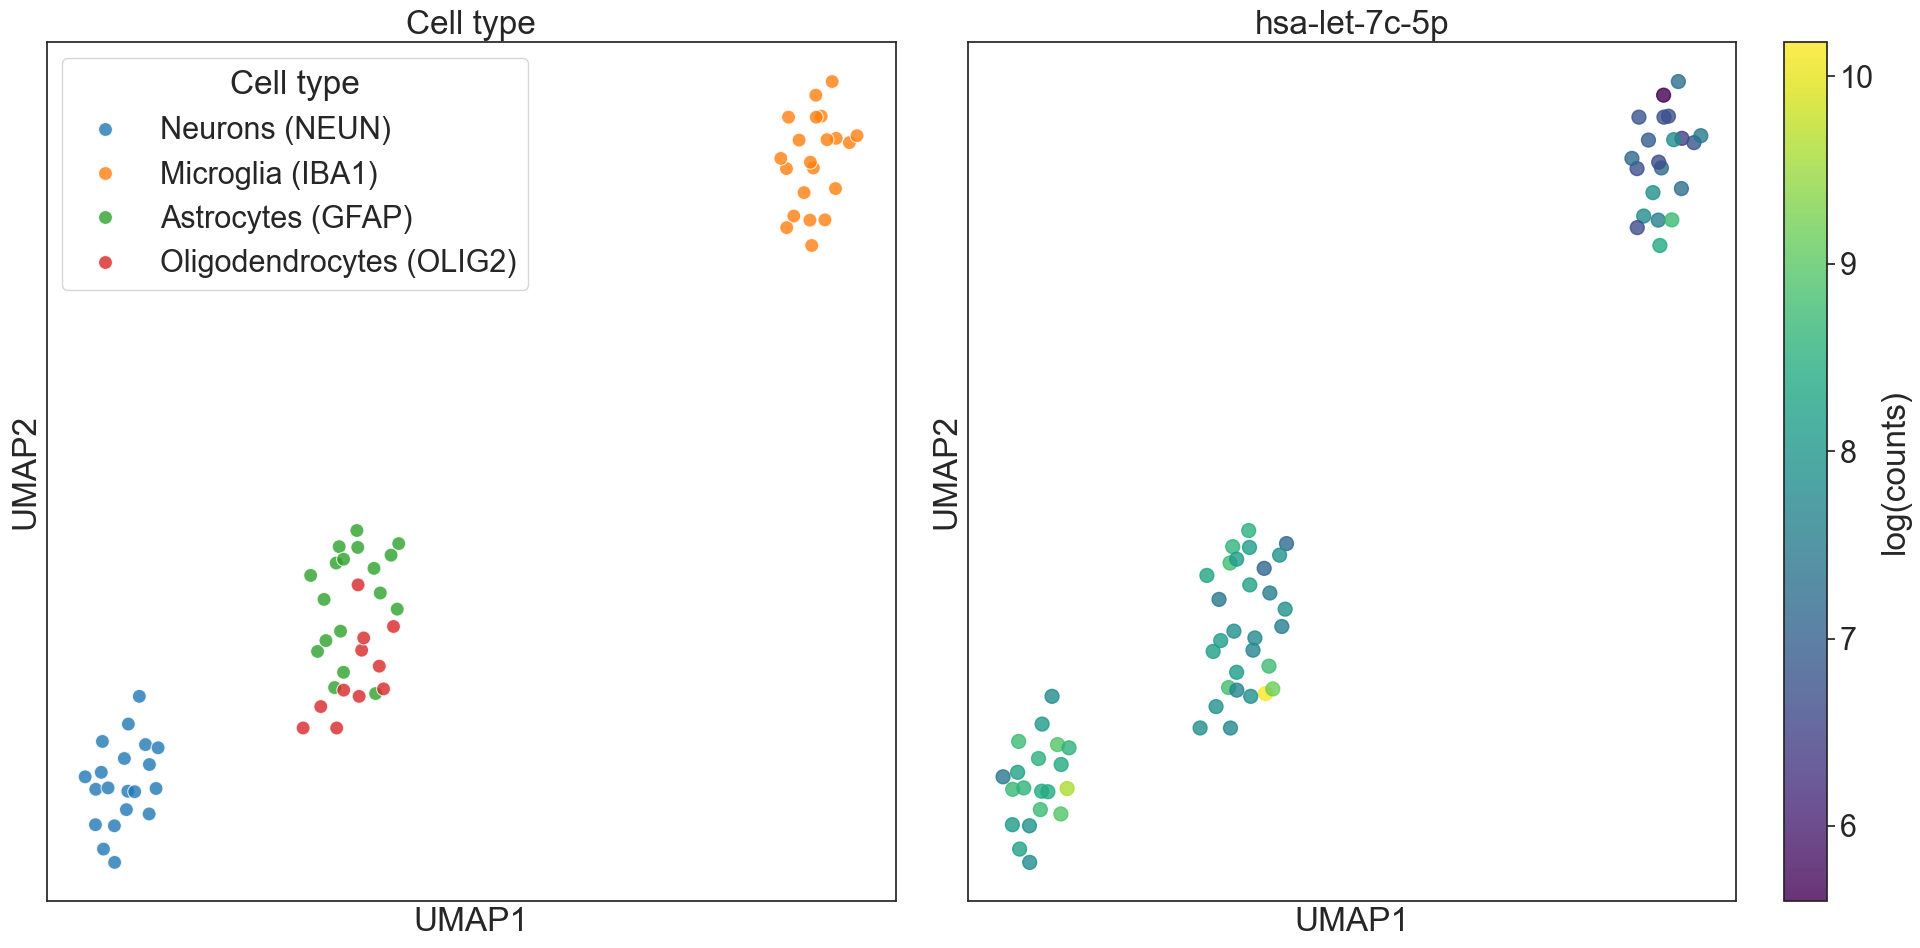 Cell type
Cell type
Neurons (NEUN)
Microglia (IBA1)
Astrocytes (GFAP)
Oligodendrocytes (OLIG2)
UMAP2
UMAP1
hsa-let-7c-5p
UMAP2
UMAP1
10
9
8
7
6
log(counts)